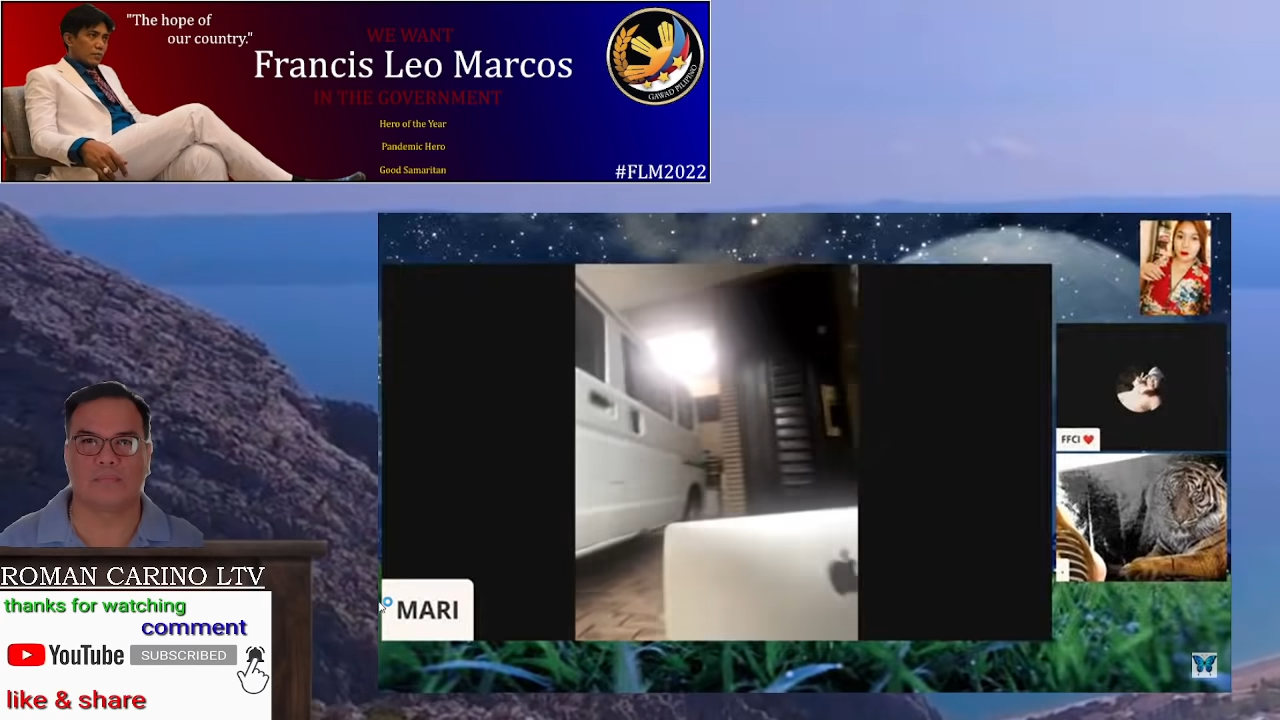 "The hope of
our country."
WE WANT
Francis Leo Marcos
IN THE GOVERNMENT
Hero of the Year
Pandemic Hero
Good Samaritan
GAWAD PILIPINO
#FLM2022
FFCI ❤️
MARI
ROMAN CARINO LTV
thanks for watching
comment
YouTube SUBSCRIBED
like & share